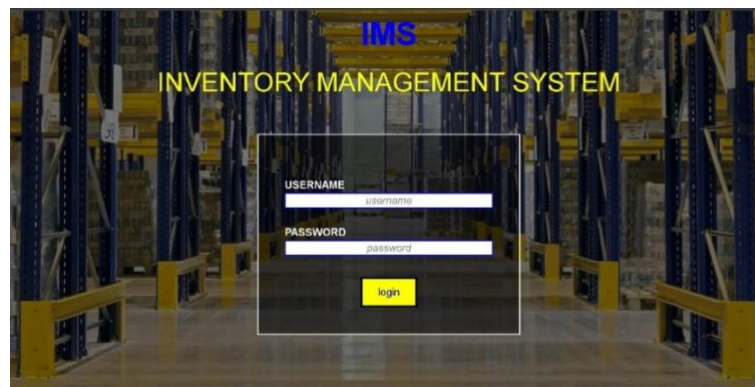 IMS
INVENTORY MANAGEMENT SYSTEM
USERNAME
username
PASSWORD
password
login